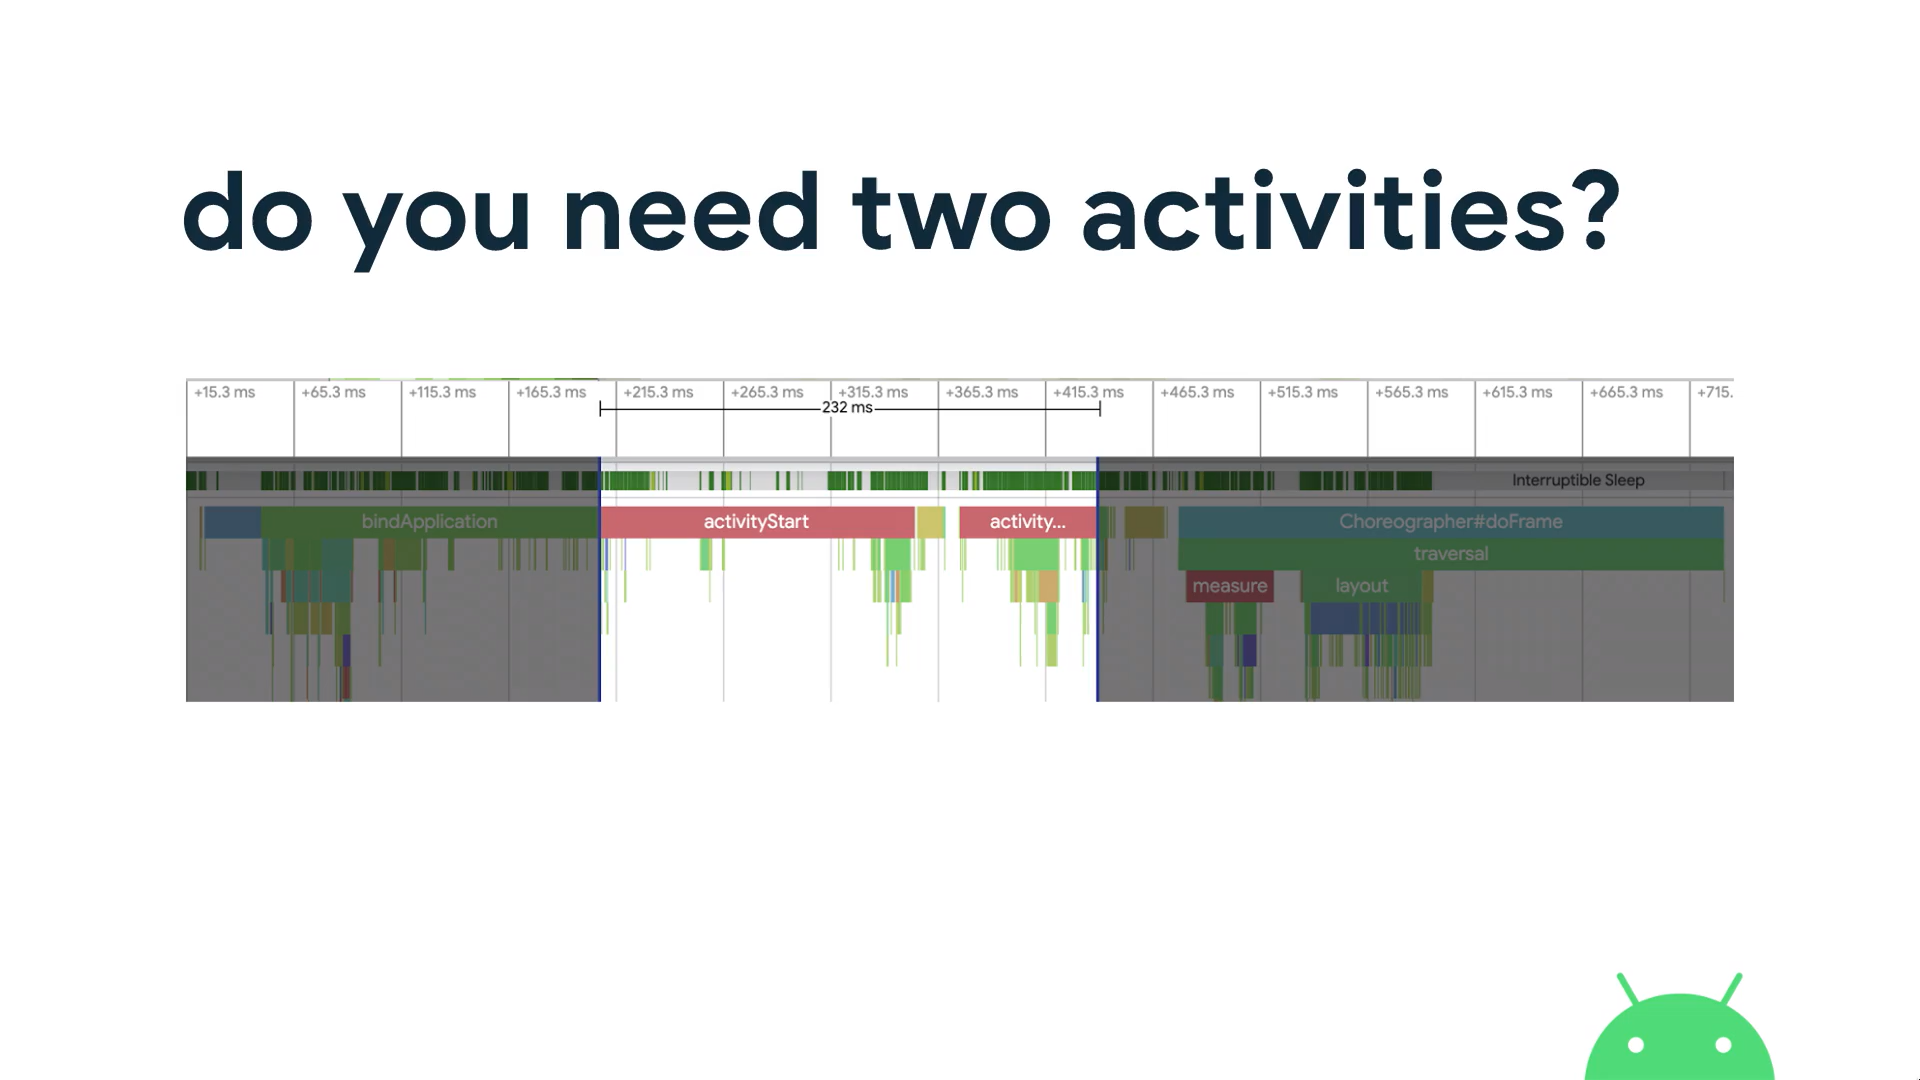 do you need two activities?
+15.3 ms +65.3 ms +115.3 ms +165.3 ms +215.3 ms +265.3 ms +315.3 ms +365.3 ms +415.3 ms +465.3 ms +515.3 ms +565.3 ms +615.3 ms +665.3 ms +715.
232 ms
Interruptible Sleep
bindApplication activityStart activity... Choreographer#doFrame
traversal
measure layout